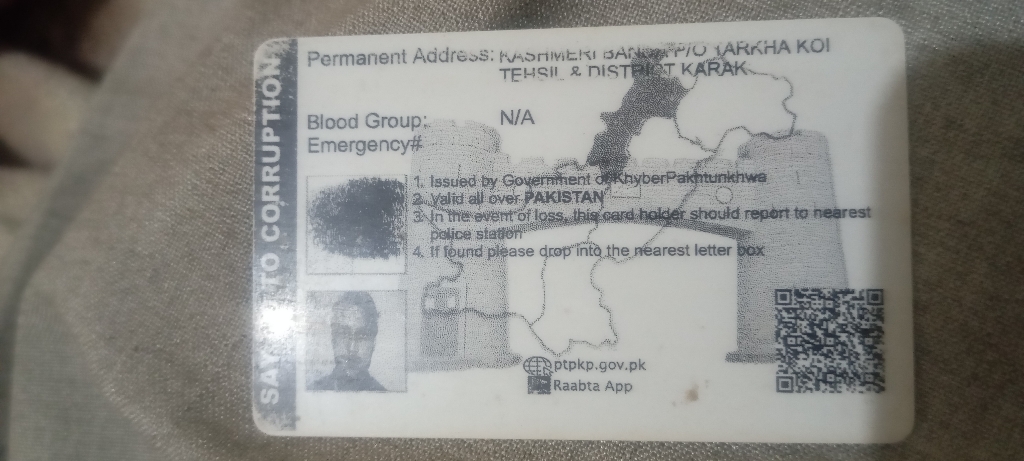 Permanent Address: KASHMERI BANDA P/O TARKHA KOI
TEHSIL & DISTRICT KARAK
Blood Group: N/A
Emergency#
1. Issued by Government of KhyberPakhtunkhwa
2. Valid all over PAKISTAN
3. In the event of loss, this card holder should report to nearest
police station
4. If found please drop into the nearest letter box
ptpkp.gov.pk
Raabta App
TO CORRUPTION